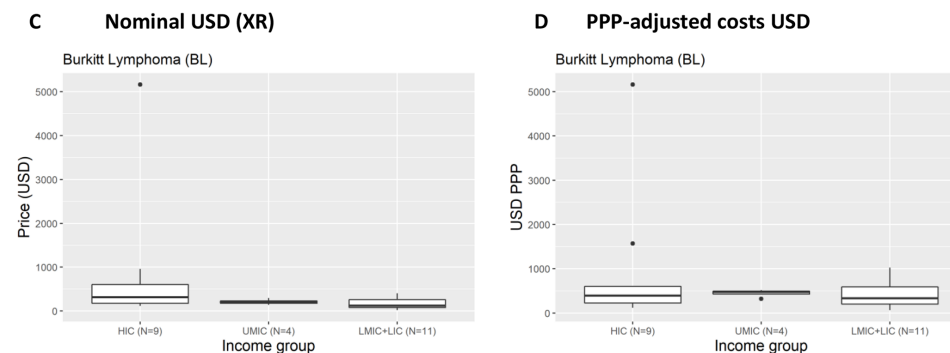 C Nominal USD (XR)
Burkitt Lymphoma (BL)
Price (USD)
5000
4000
3000
2000
1000
0
HIC (N=9) UMIC (N=4) LMIC+LIC (N=11)
Income group
D PPP-adjusted costs USD
Burkitt Lymphoma (BL)
USD PPP
5000
4000
3000
2000
1000
0
HIC (N=9) UMIC (N=4) LMIC+LIC (N=11)
Income group